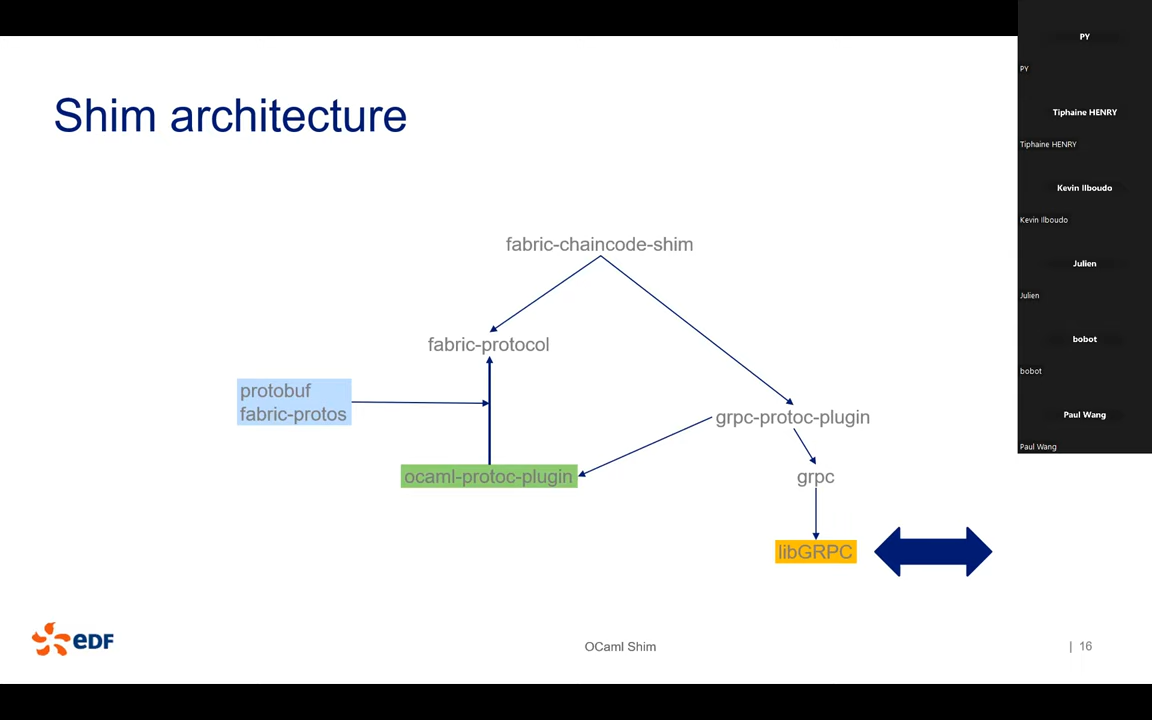 Shim architecture
fabric-chaincode-shim
fabric-protocol
protobuf
fabric-protos
grpc-protoc-plugin
ocaml-protoc-plugin
grpc
libGRPC
eDF
OCaml Shim
| 16
PY
PY
Tiphaine HENRY
Tiphaine HENRY
Kevin Ilboudo
Kevin Ilboudo
Julien
Julien
bobot
bobot
Paul Wang
Paul Wang